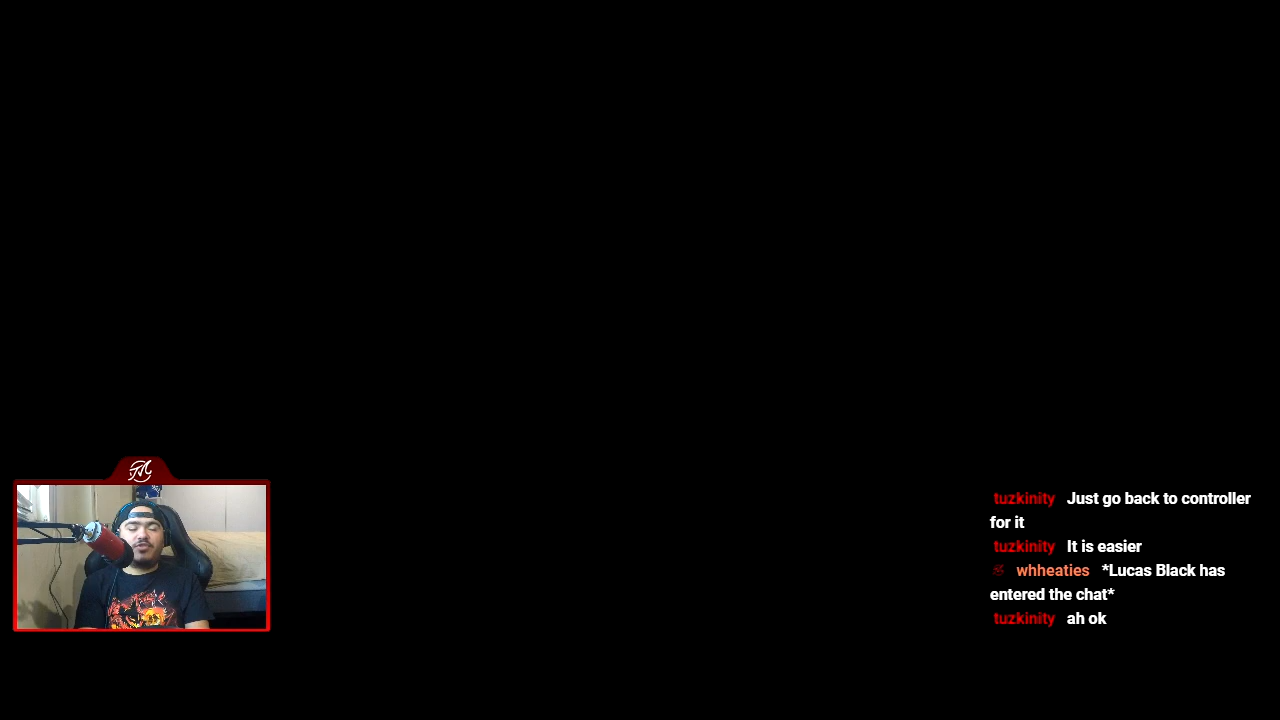 tuzkinity Just go back to controller
for it
tuzkinity It is easier
whheaties *Lucas Black has
entered the chat*
tuzkinity ah ok